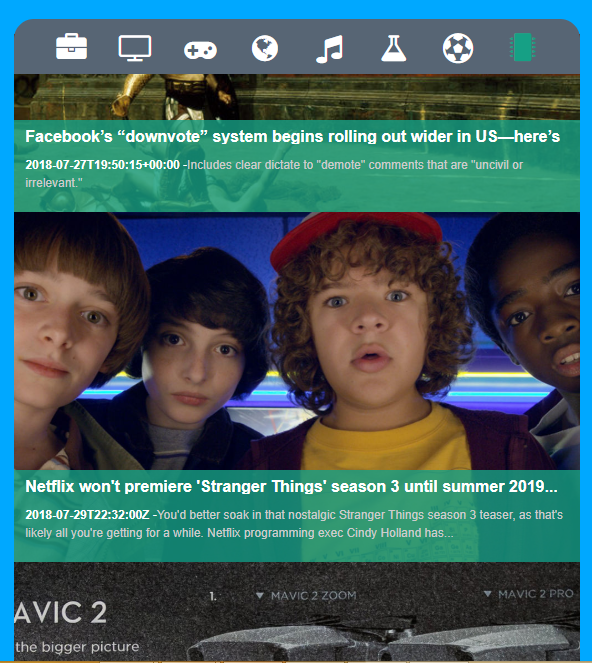 Facebook’s “downvote” system begins rolling out wider in US—here’s
2018-07-27T19:50:15+00:00 -Includes clear dictate to "demote" comments that are "uncivil or
irrelevant."
Netflix won't premiere 'Stranger Things' season 3 until summer 2019...
2018-07-29T22:32:00Z -You'd better soak in that nostalgic Stranger Things season 3 teaser, as that's
likely all you're getting for a while. Netflix programming exec Cindy Holland has...
1. ▼ MAVIC 2 ZOOM ▼ MAVIC 2 PRO
AVIC 2
the bigger picture